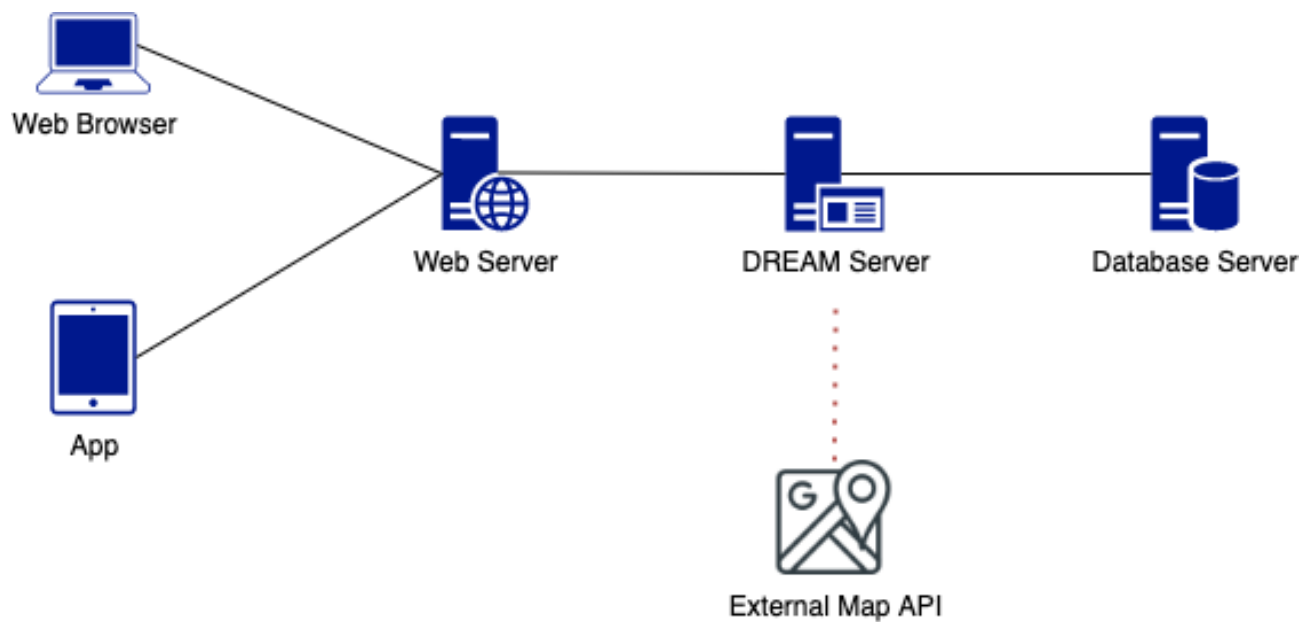 Web Browser
Web Server
DREAM Server
Database Server
App
G
External Map API